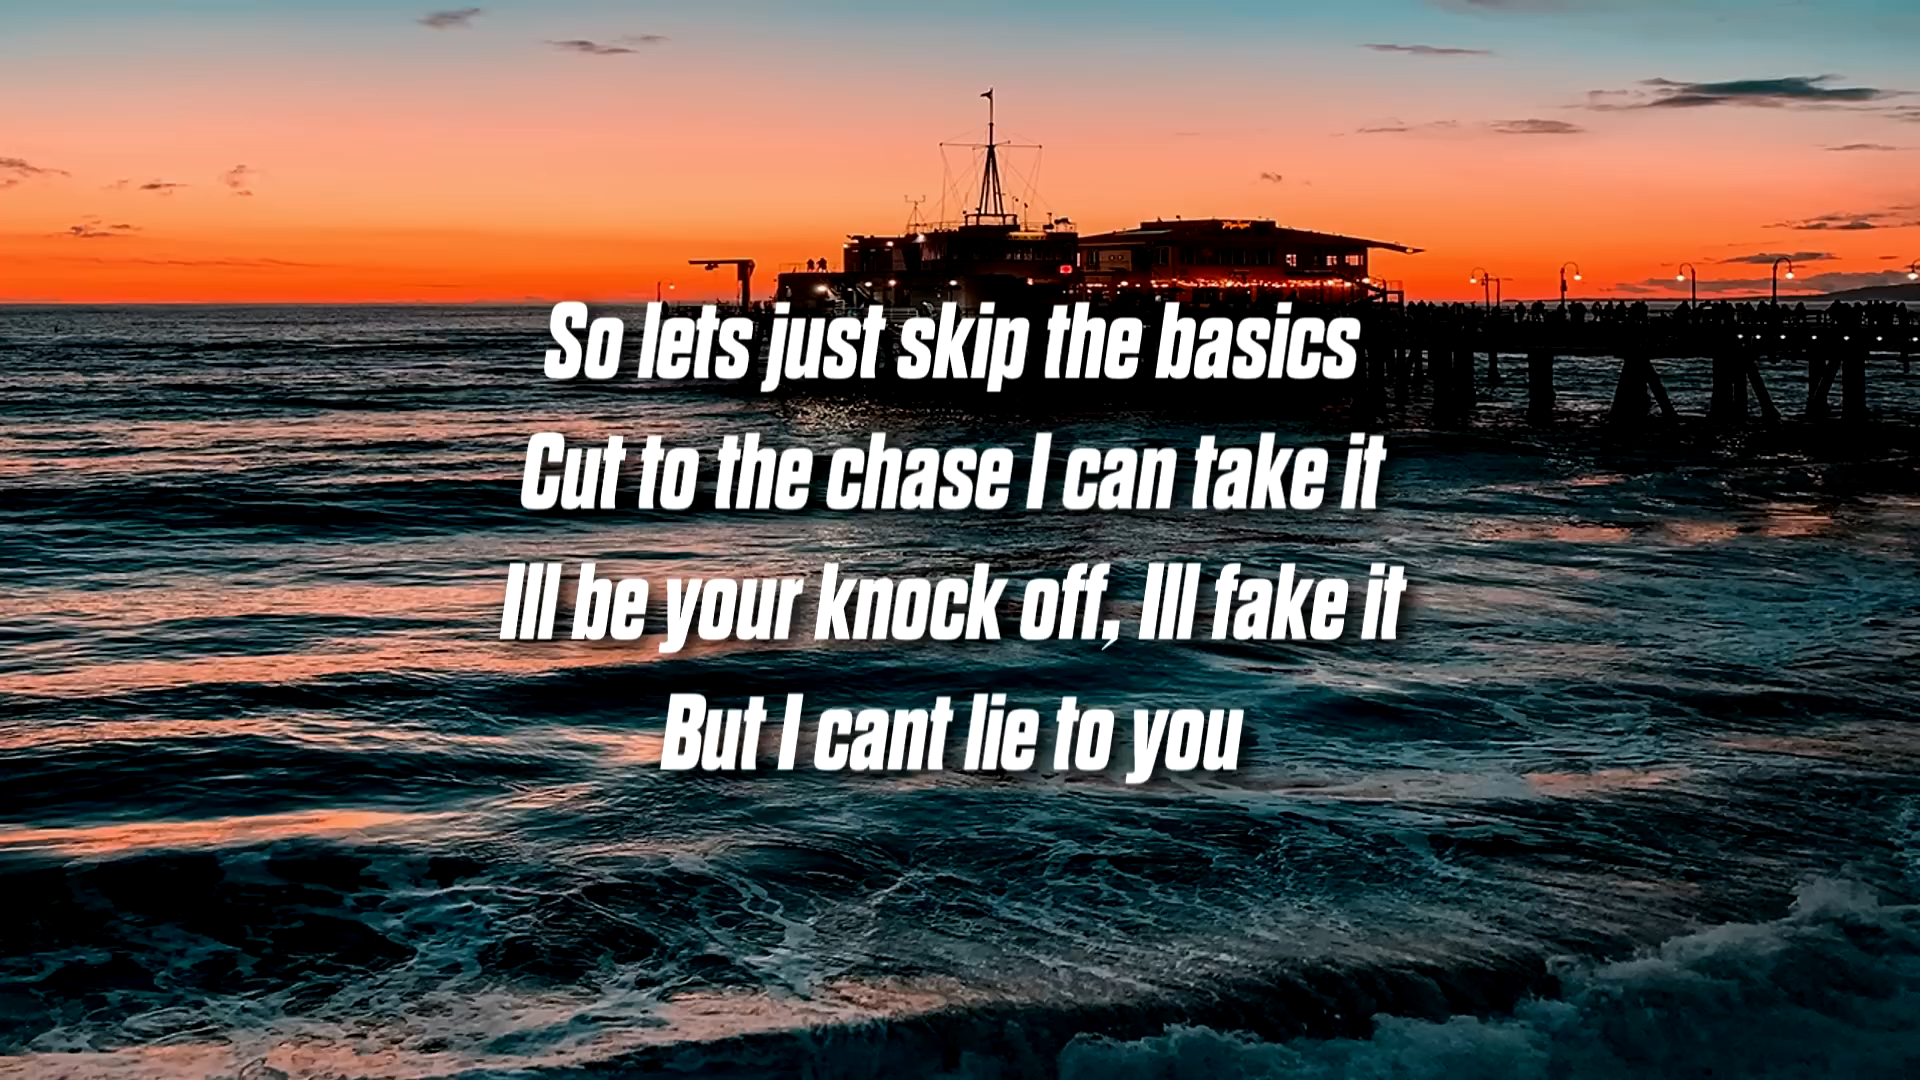 So lets just skip the basics
Cut to the chase I can take it
Ill be your knock off, Ill fake it
But I cant lie to you